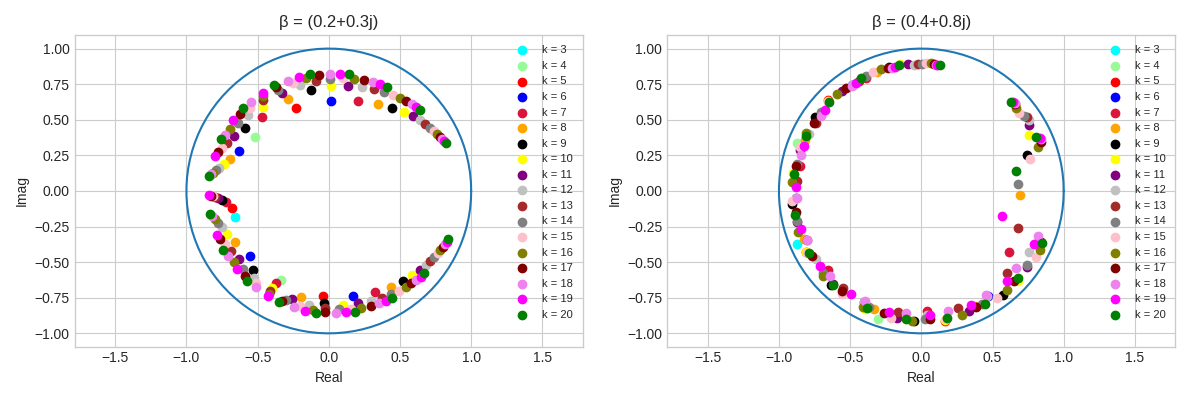 β = (0.2+0.3j)
1.00
0.75
0.50
0.25
0.00
−0.25
−0.50
−0.75
−1.00
Imag
−1.5
−1.0
−0.5
0.0
0.5
1.0
1.5
Real
k = 3
k = 4
k = 5
k = 6
k = 7
k = 8
k = 9
k = 10
k = 11
k = 12
k = 13
k = 14
k = 15
k = 16
k = 17
k = 18
k = 19
k = 20
β = (0.4+0.8j)
1.00
0.75
0.50
0.25
0.00
−0.25
−0.50
−0.75
−1.00
Imag
−1.5
−1.0
−0.5
0.0
0.5
1.0
1.5
Real
k = 3
k = 4
k = 5
k = 6
k = 7
k = 8
k = 9
k = 10
k = 11
k = 12
k = 13
k = 14
k = 15
k = 16
k = 17
k = 18
k = 19
k = 20